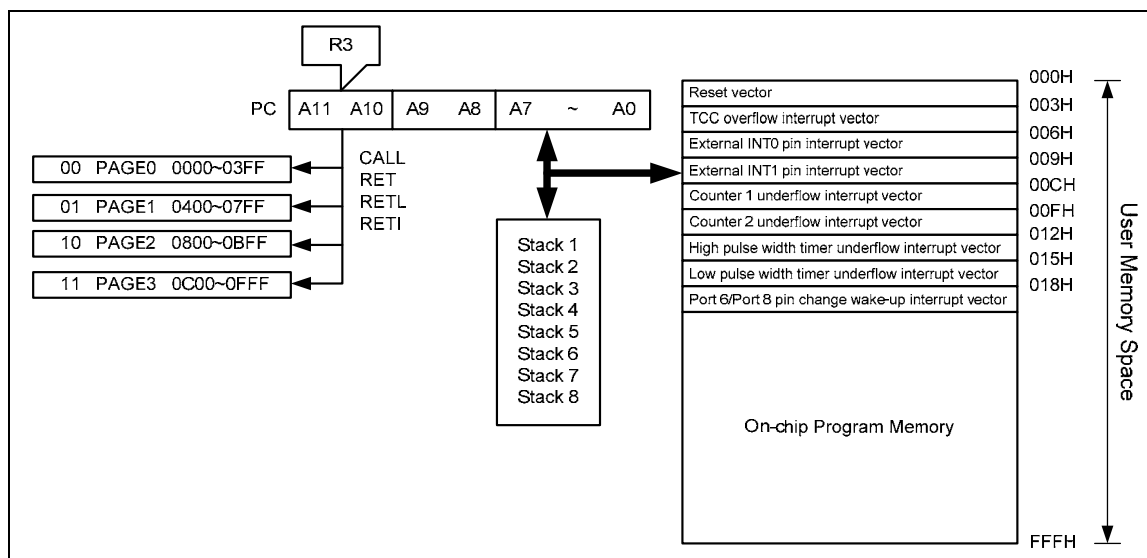 R3
PC A11 A10 A9 A8 A7 ~ A0
00 PAGE0 0000~03FF
01 PAGE1 0400~07FF
10 PAGE2 0800~0BFF
11 PAGE3 0C00~0FFF
CALL
RET
RETL
RETI
Stack 1
Stack 2
Stack 3
Stack 4
Stack 5
Stack 6
Stack 7
Stack 8
000H
Reset vector
003H
TCC overflow interrupt vector
006H
External INT0 pin interrupt vector
009H
External INT1 pin interrupt vector
00CH
Counter 1 underflow interrupt vector
00FH
Counter 2 underflow interrupt vector
012H
High pulse width timer underflow interrupt vector
015H
Low pulse width timer underflow interrupt vector
018H
Port 6/Port 8 pin change wake-up interrupt vector
On-chip Program Memory
FFFH
User Memory Space